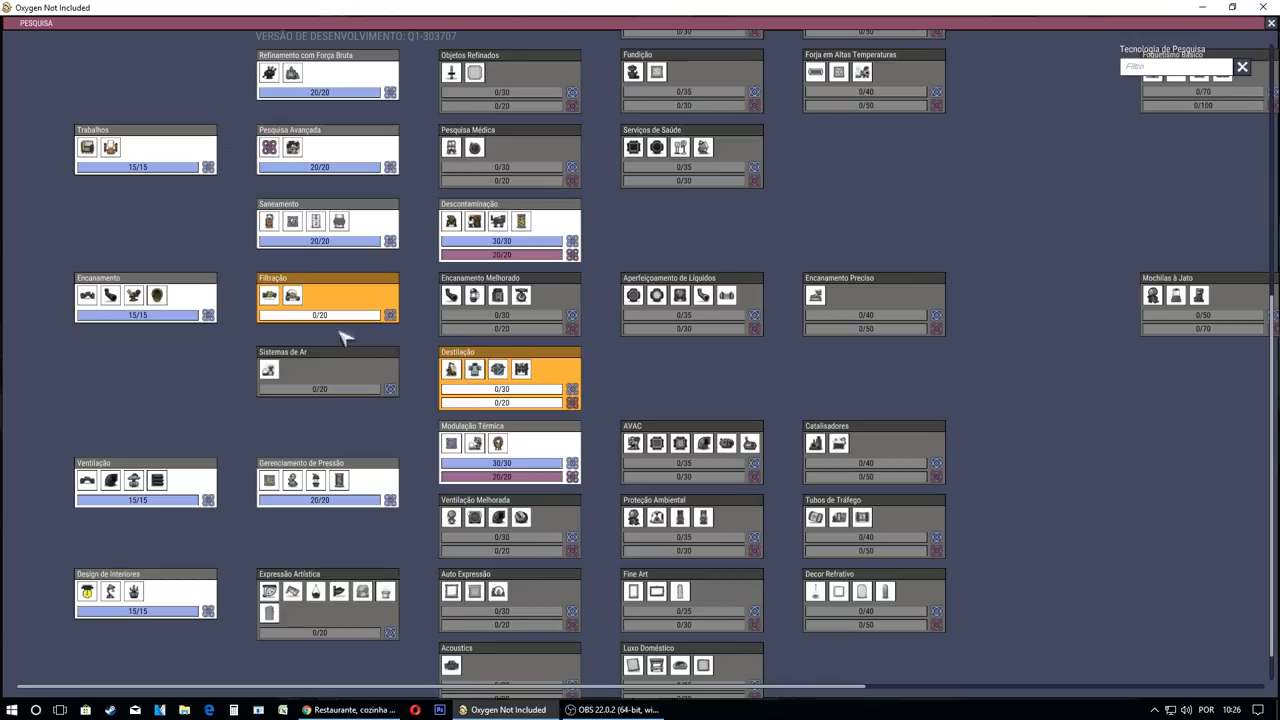 Oxygen Not Included
PESQUISA
VERSÃO DE DESENVOLVIMENTO: Q1-303707
Tecnologia de Pesquisa
Filtro
0/30
0/50
Refinamento com Força Bruta
20/20
Objetos Refinados
0/30
0/20
Fundição
0/35
0/30
Forja em Altas Temperaturas
0/40
0/50
Foguetismo Básico
0/70
0/100
Trabalhos
15/15
Pesquisa Avançada
20/20
Pesquisa Médica
0/30
0/20
Serviços de Saúde
0/35
0/30
Saneamento
20/20
Descontaminação
30/30
20/20
Encanamento
15/15
Filtração
0/20
Encanamento Melhorado
0/30
0/20
Aperfeiçoamento de Líquidos
0/35
0/30
Encanamento Preciso
0/40
0/50
Mochilas à Jato
0/50
0/70
Sistemas de Ar
0/20
Destilação
0/30
0/20
Modulação Térmica
30/30
20/20
AVAC
0/35
0/30
Catalisadores
0/40
0/50
Ventilação
15/15
Gerenciamento de Pressão
20/20
Ventilação Melhorada
0/30
0/20
Proteção Ambiental
0/35
0/30
Tubos de Tráfego
0/40
0/50
Design de Interiores
15/15
Expressão Artística
0/20
Auto Expressão
0/30
0/20
Fine Art
0/35
0/30
Decor Refrativo
0/40
0/50
Acoustics
Luxo Doméstico
Restaurante, cozinha ...
Oxygen Not Included
OBS 22.0.2 (64-bit, wi...
POR
10:26